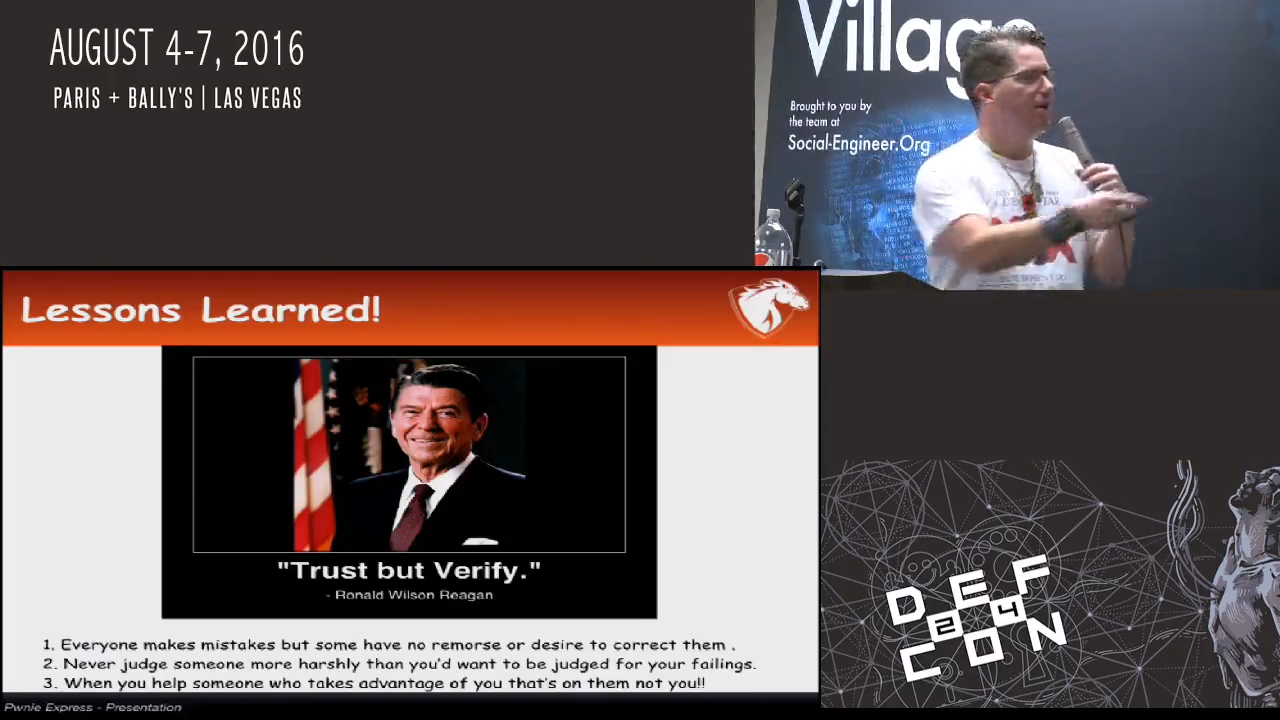 AUGUST 4-7, 2016
PARIS + BALLY'S | LAS VEGAS
Village
Brought to you by
the team at
Social-Engineer.Org
Lessons Learned!
"Trust but Verify."
- Ronald Wilson Reagan
1. Everyone makes mistakes but some have no remorse or desire to correct them .
2. Never judge someone more harshly than you'd want to be judged for your failings.
3. When you help someone who takes advantage of you that's on them not you!!
Pwnie Express - Presentation
DEF
24
CON